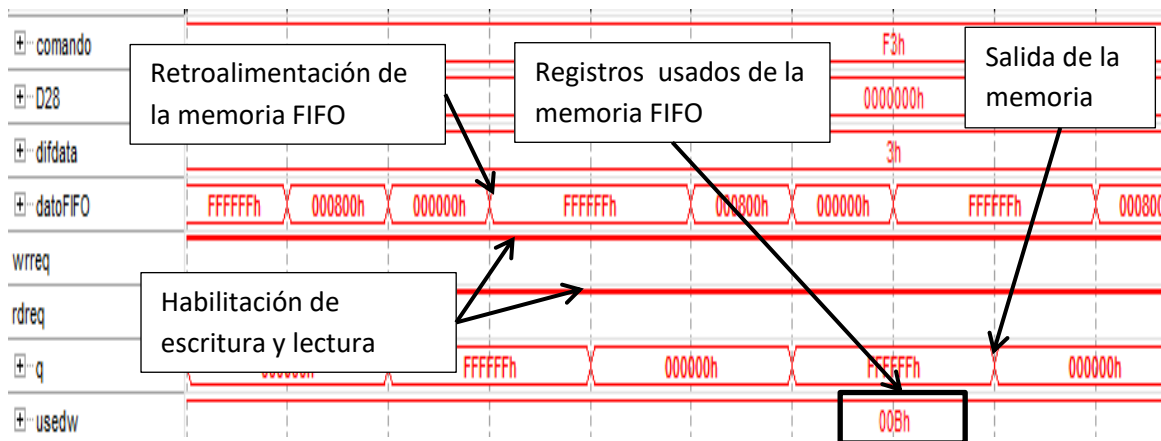 comando
F3h
Retroalimentación de
la memoria FIFO
Registros usados de la
memoria FIFO
Salida de la
memoria
D28
0000000h
difdata
3h
datoFIFO FFFFFFh 000800h 000000h FFFFFFh 000800h 000000h FFFFFFh 000800
wrreq
Habilitación de
escritura y lectura
rdreq
q 000000h FFFFFFh 000000h FFFFFFh 000000h
usedw 00Bh